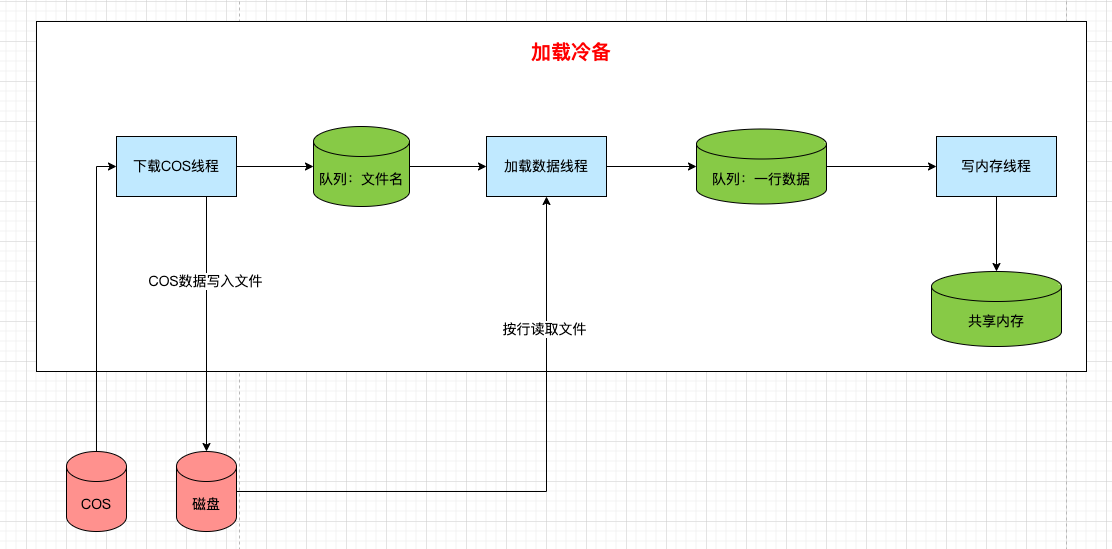 加载冷备
下载COS线程
队列：文件名
加载数据线程
队列：一行数据
写内存线程
COS数据写入文件
按行读取文件
共享内存
COS
磁盘